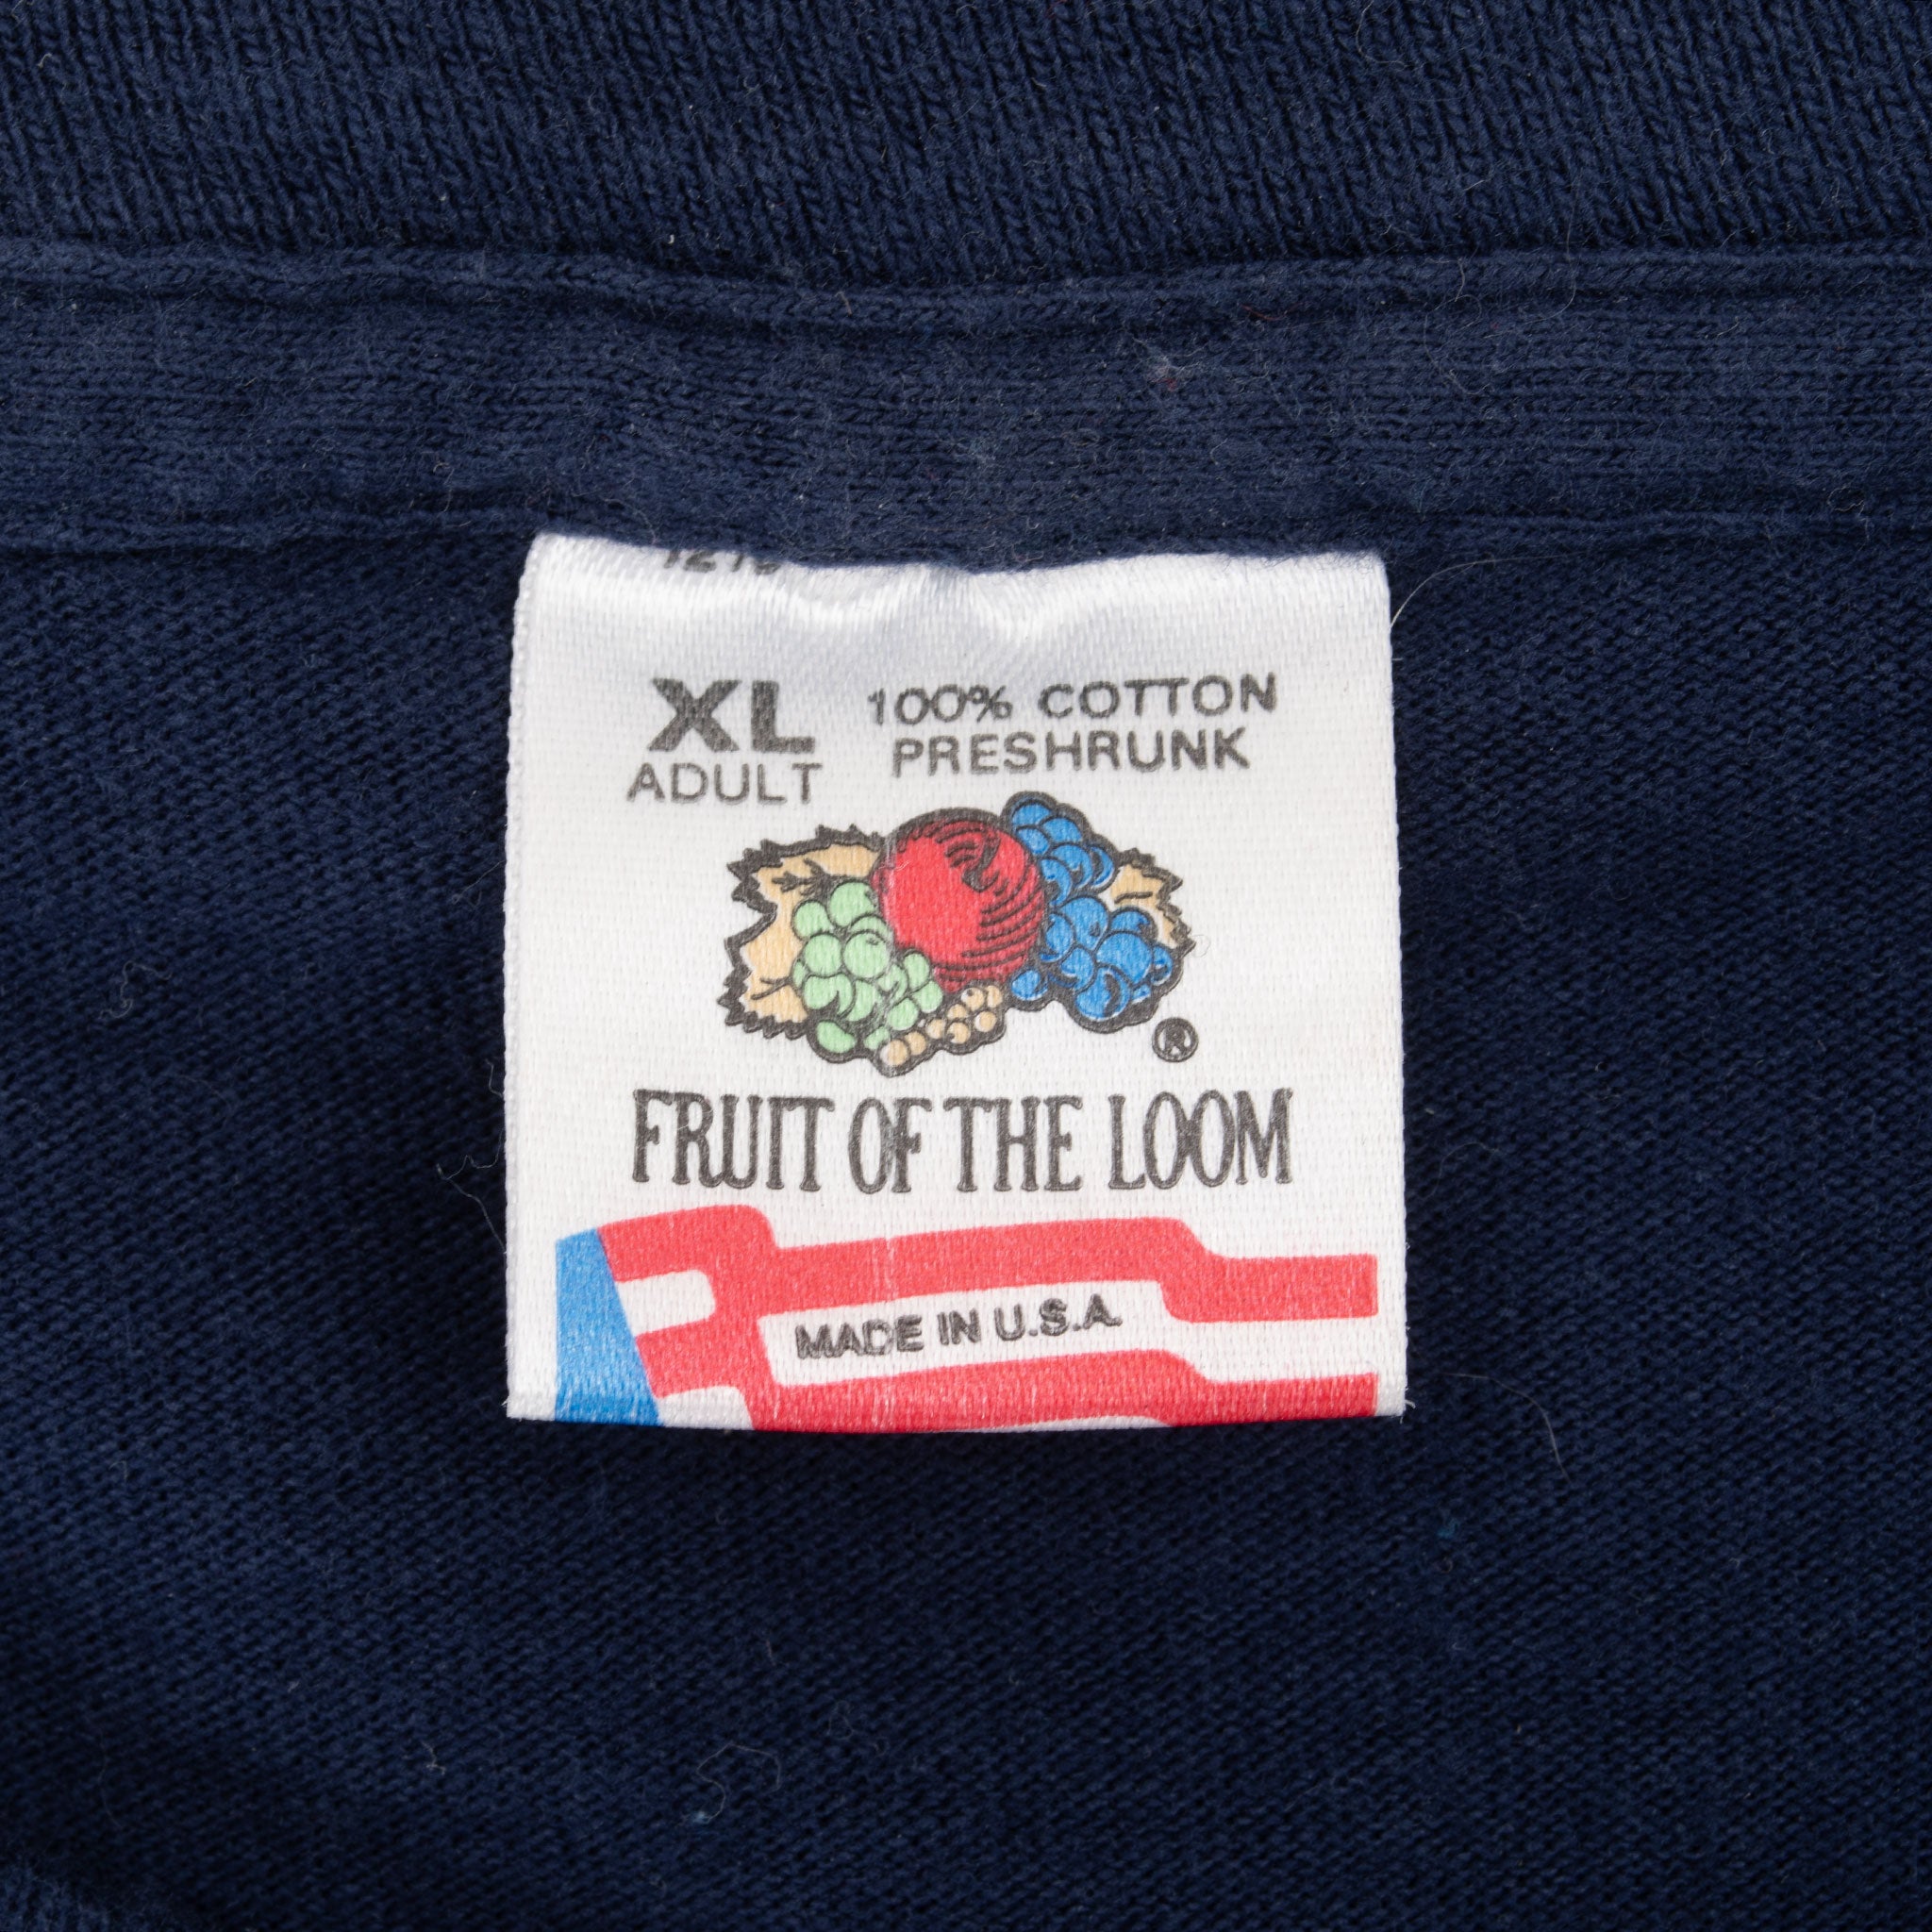 XL
ADULT
100% COTTON
PRESHRUNK
®
FRUIT OF THE LOOM
MADE IN U.S.A.